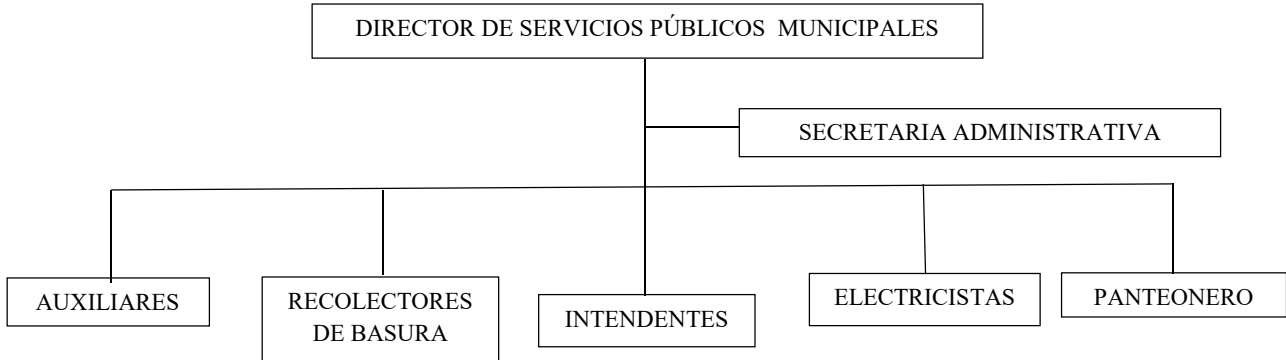 DIRECTOR DE SERVICIOS PÚBLICOS MUNICIPALES
SECRETARIA ADMINISTRATIVA
AUXILIARES
RECOLECTORES
DE BASURA
INTENDENTES
ELECTRICISTAS
PANTEONERO